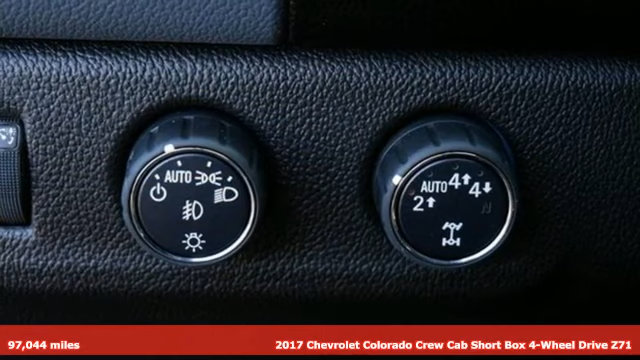 AUTO
AUTO 4 4
2 N
97,044 miles 2017 Chevrolet Colorado Crew Cab Short Box 4-Wheel Drive Z71